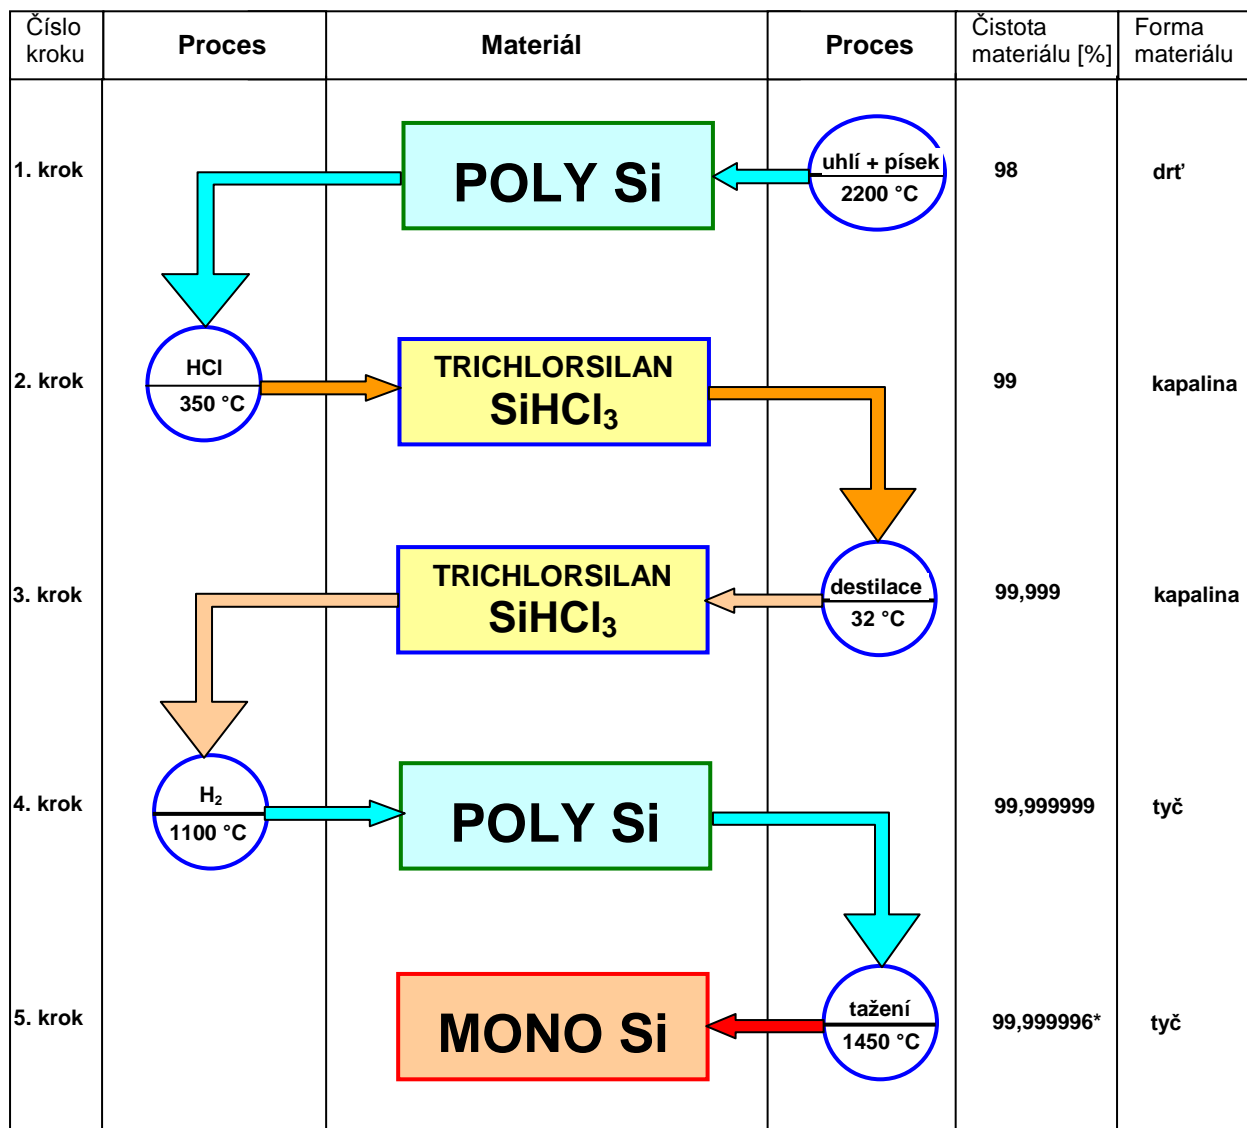 Číslo
kroku
Proces
Materiál
Proces
Čistota
materiálu [%]
Forma
materiálu
1. krok
POLY Si
uhlí + písek
2200 °C
98
drť
2. krok
HCl
350 °C
TRICHLORSILAN
SiHCl₃
99
kapalina
3. krok
TRICHLORSILAN
SiHCl₃
destilace
32 °C
99,999
kapalina
4. krok
H₂
1100 °C
POLY Si
99,999999
tyč
5. krok
MONO Si
tažení
1450 °C
99,999996*
tyč